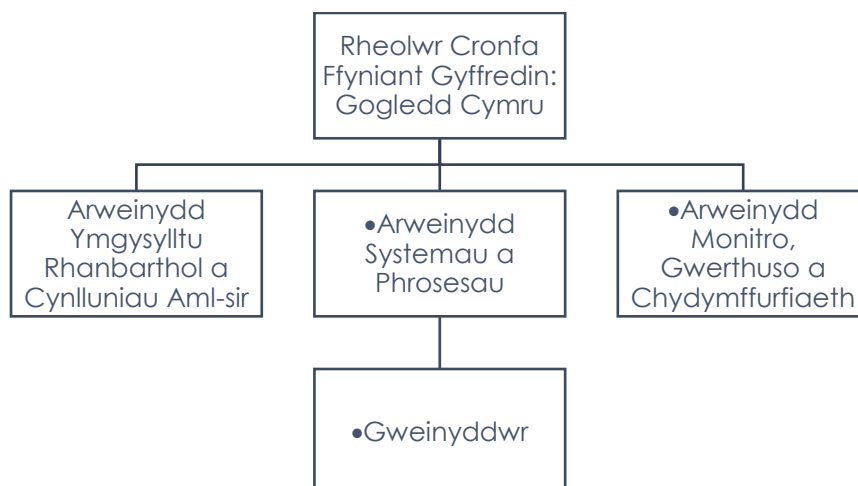 Rheolwr Cronfa
Ffyniant Gyffredin:
Gogledd Cymru
Arweinydd
Ymgysylltu
Rhanbarthol a
Cynlluniau Aml-sir
•Arweinydd
Systemau a
Phrosesau
•Arweinydd
Monitro,
Gwerthuso a
Chydymffurfiaeth
•Gweinyddwr